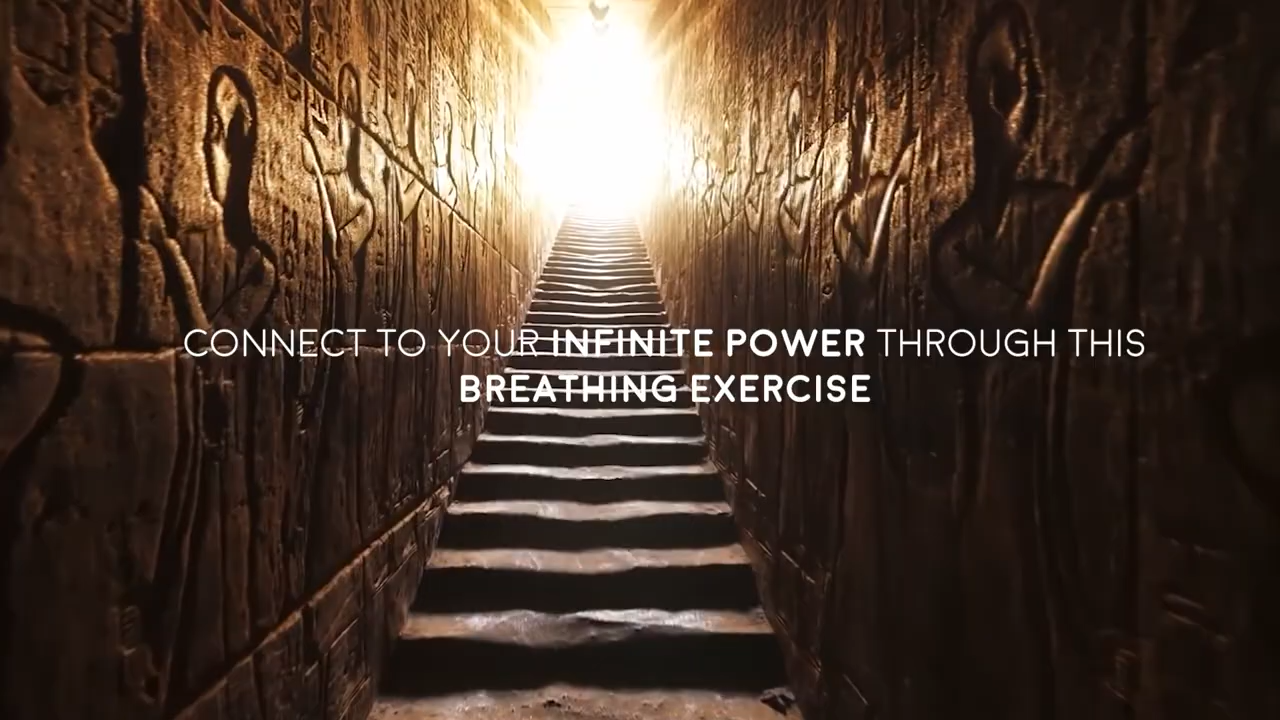 CONNECT TO YOUR INFINITE POWER THROUGH THIS
BREATHING EXERCISE